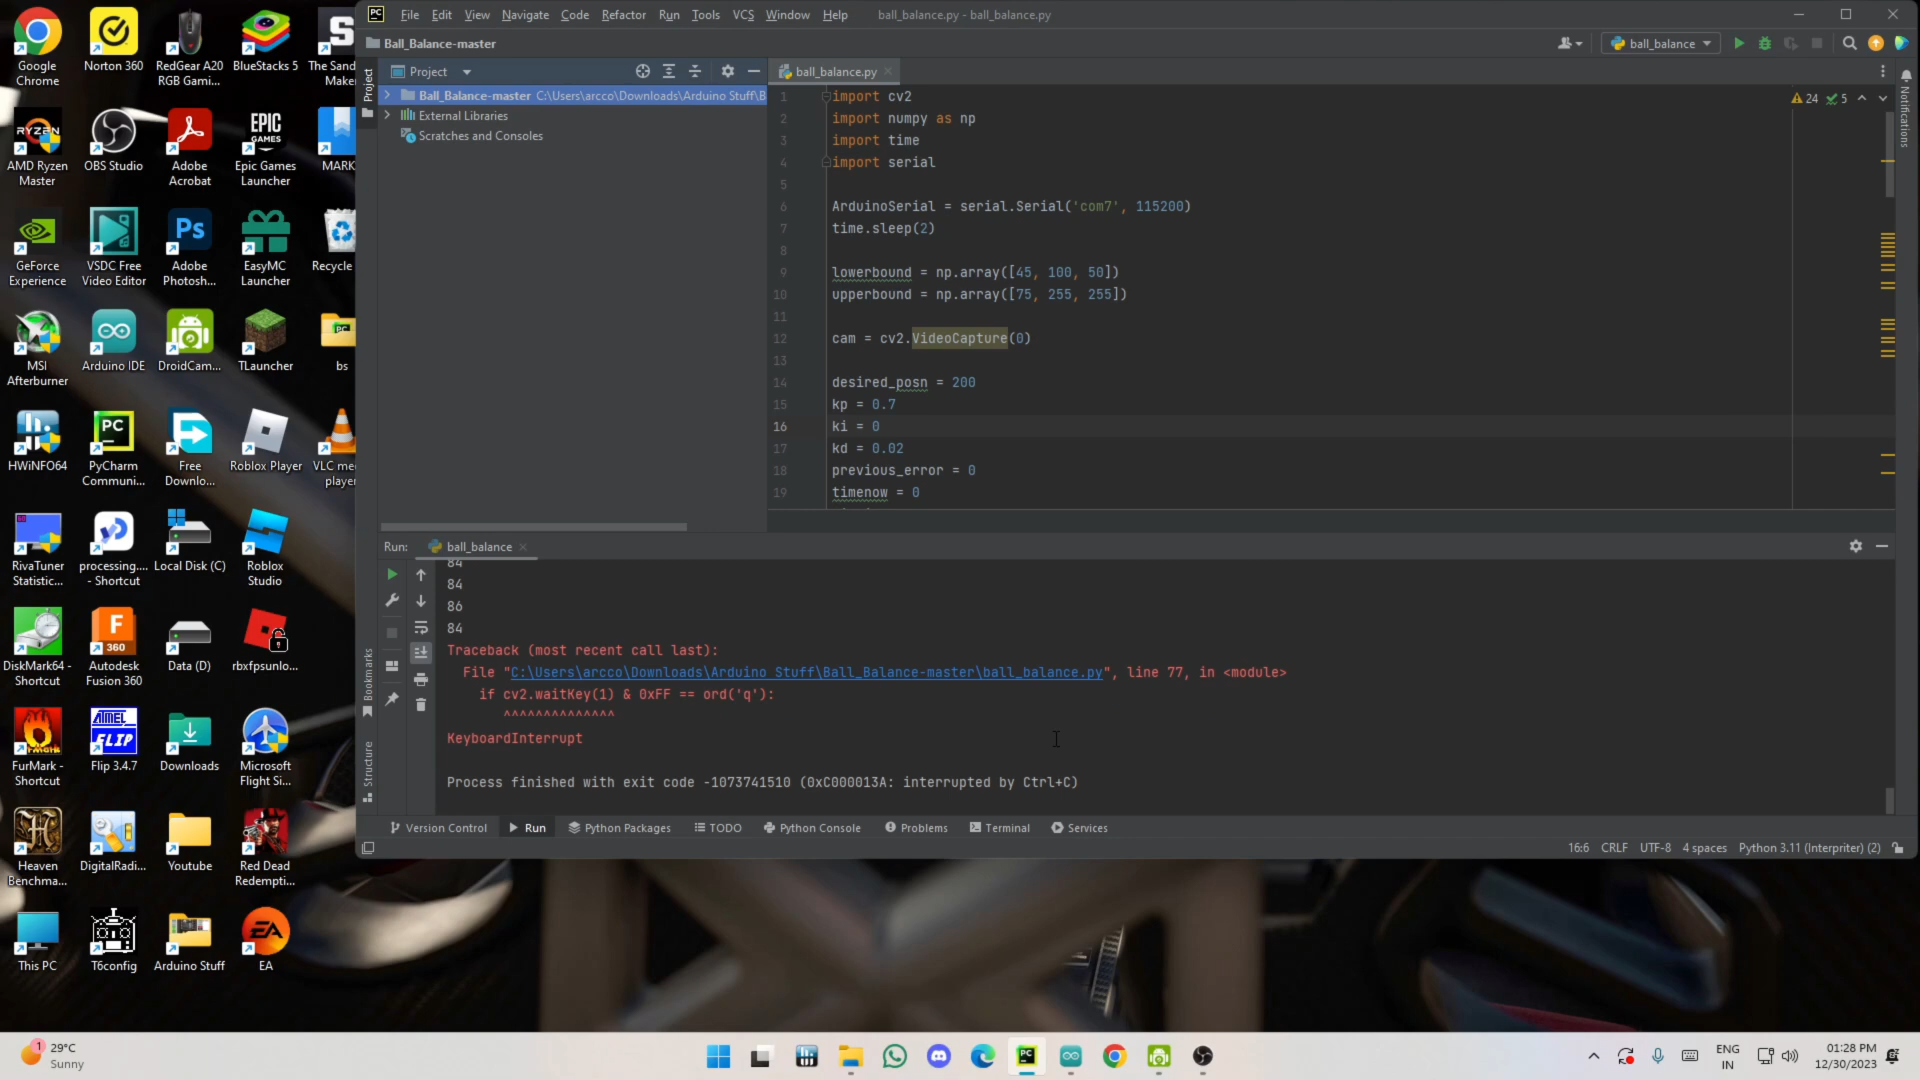 Google
Chrome
Norton 360
RedGear A20
RGB Gami...
BlueStacks 5
The Sand
Maker
AMD Ryzen
Master
OBS Studio
Adobe
Acrobat
Epic Games
Launcher
MARK
GeForce
Experience
VSDC Free
Video Editor
Adobe
Photosh...
EasyMC
Launcher
Recycle
MSI
Afterburner
Arduino IDE
DroidCam...
TLauncher
bs
HWiNFO64
PyCharm
Communi...
Free
Downlo...
Roblox Player
VLC me
player
RivaTuner
Statistic...
processing....
- Shortcut
Local Disk (C)
Roblox
Studio
DiskMark64 -
Shortcut
Autodesk
Fusion 360
Data (D)
rbxfpsunlo...
FurMark -
Shortcut
Flip 3.4.7
Downloads
Microsoft
Flight Si...
Heaven
Benchma...
DigitalRadi...
Youtube
Red Dead
Redempti...
This PC
T6config
Arduino Stuff
EA
File Edit View Navigate Code Refactor Run Tools VCS Window Help ball_balance.py - ball_balance.py
Ball_Balance-master
ball_balance
Project
Project
ball_balance.py
Notifications
Ball_Balance-master C:\Users\arcco\Downloads\Arduino Stuff\B
External Libraries
Scratches and Consoles
24 5
1 import cv2
2 import numpy as np
3 import time
4 import serial
5
6 ArduinoSerial = serial.Serial('com7', 115200)
7 time.sleep(2)
8
9 lowerbound = np.array([45, 100, 50])
10 upperbound = np.array([75, 255, 255])
11
12 cam = cv2.VideoCapture(0)
13
14 desired_posn = 200
15 kp = 0.7
16 ki = 0
17 kd = 0.02
18 previous_error = 0
19 timenow = 0
Run: ball_balance
84
84
86
84
Traceback (most recent call last):
File "C:\Users\arcco\Downloads\Arduino Stuff\Ball_Balance-master\ball_balance.py", line 77, in <module>
if cv2.waitKey(1) & 0xFF == ord('q'):
^^^^^^^^^^^^^^
KeyboardInterrupt
Process finished with exit code -1073741510 (0xC000013A: interrupted by Ctrl+C)
Bookmarks
Structure
Version Control Run Python Packages TODO Python Console Problems Terminal Services
16:6 CRLF UTF-8 4 spaces Python 3.11 (Interpriter) (2)
1
29°C
Sunny
ENG
IN
01:28 PM
12/30/2023